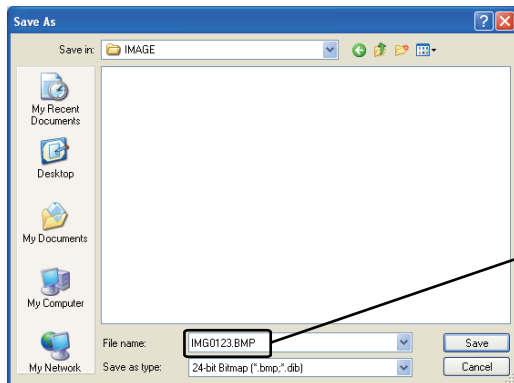 Save As
Save in:
IMAGE
My Recent
Documents
Desktop
My Documents
My Computer
My Network
File name:
IMG0123.BMP
Save
Save as type:
24-bit Bitmap (*.bmp;*.dib)
Cancel